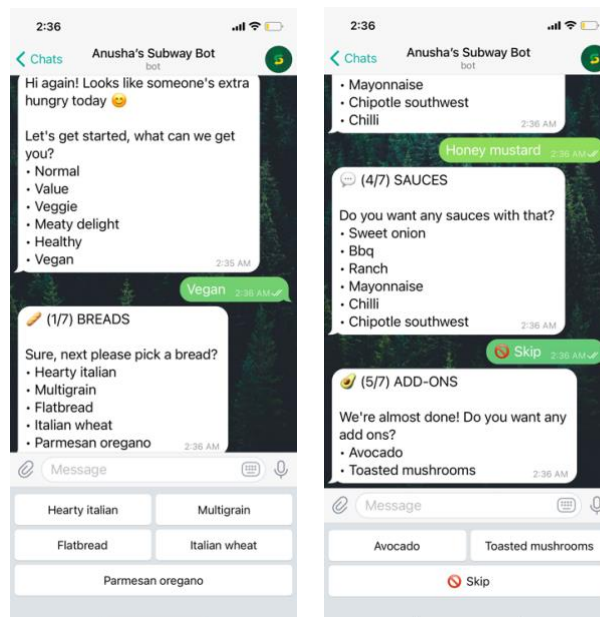 2:36
Chats
Anusha's Subway Bot
bot
Hi again! Looks like someone's extra
hungry today 😊
Let's get started, what can we get
you?
• Normal
• Value
• Veggie
• Meaty delight
• Healthy
• Vegan
2:35 AM
Vegan 2:36 AM
🥖 (1/7) BREADS
Sure, next please pick a bread?
• Hearty italian
• Multigrain
• Flatbread
• Italian wheat
• Parmesan oregano
2:36 AM
Message
Hearty italian
Multigrain
Flatbread
Italian wheat
Parmesan oregano
2:36
Chats
Anusha's Subway Bot
bot
• Mayonnaise
• Chipotle southwest
• Chilli
2:36 AM
Honey mustard 2:36 AM
💬 (4/7) SAUCES
Do you want any sauces with that?
• Sweet onion
• Bbq
• Ranch
• Mayonnaise
• Chilli
• Chipotle southwest
2:36 AM
🚫 Skip 2:36 AM
🥑 (5/7) ADD-ONS
We're almost done! Do you want any
add ons?
• Avocado
• Toasted mushrooms
2:36 AM
Message
Avocado
Toasted mushrooms
🚫 Skip